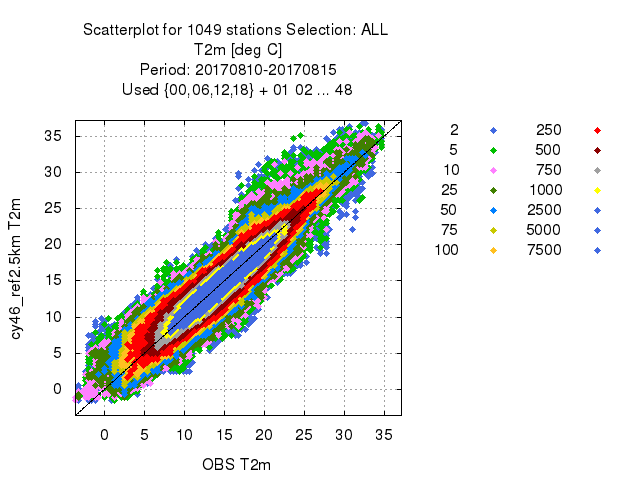 Scatterplot for 1049 stations Selection: ALL
T2m [deg C]
Period: 20170810-20170815
Used {00,06,12,18} + 01 02 ... 48
35
30
25
20
15
10
5
0
cy46_ref2.5km T2m
0 5 10 15 20 25 30 35
OBS T2m
2 250
5 500
10 750
25 1000
50 2500
75 5000
100 7500